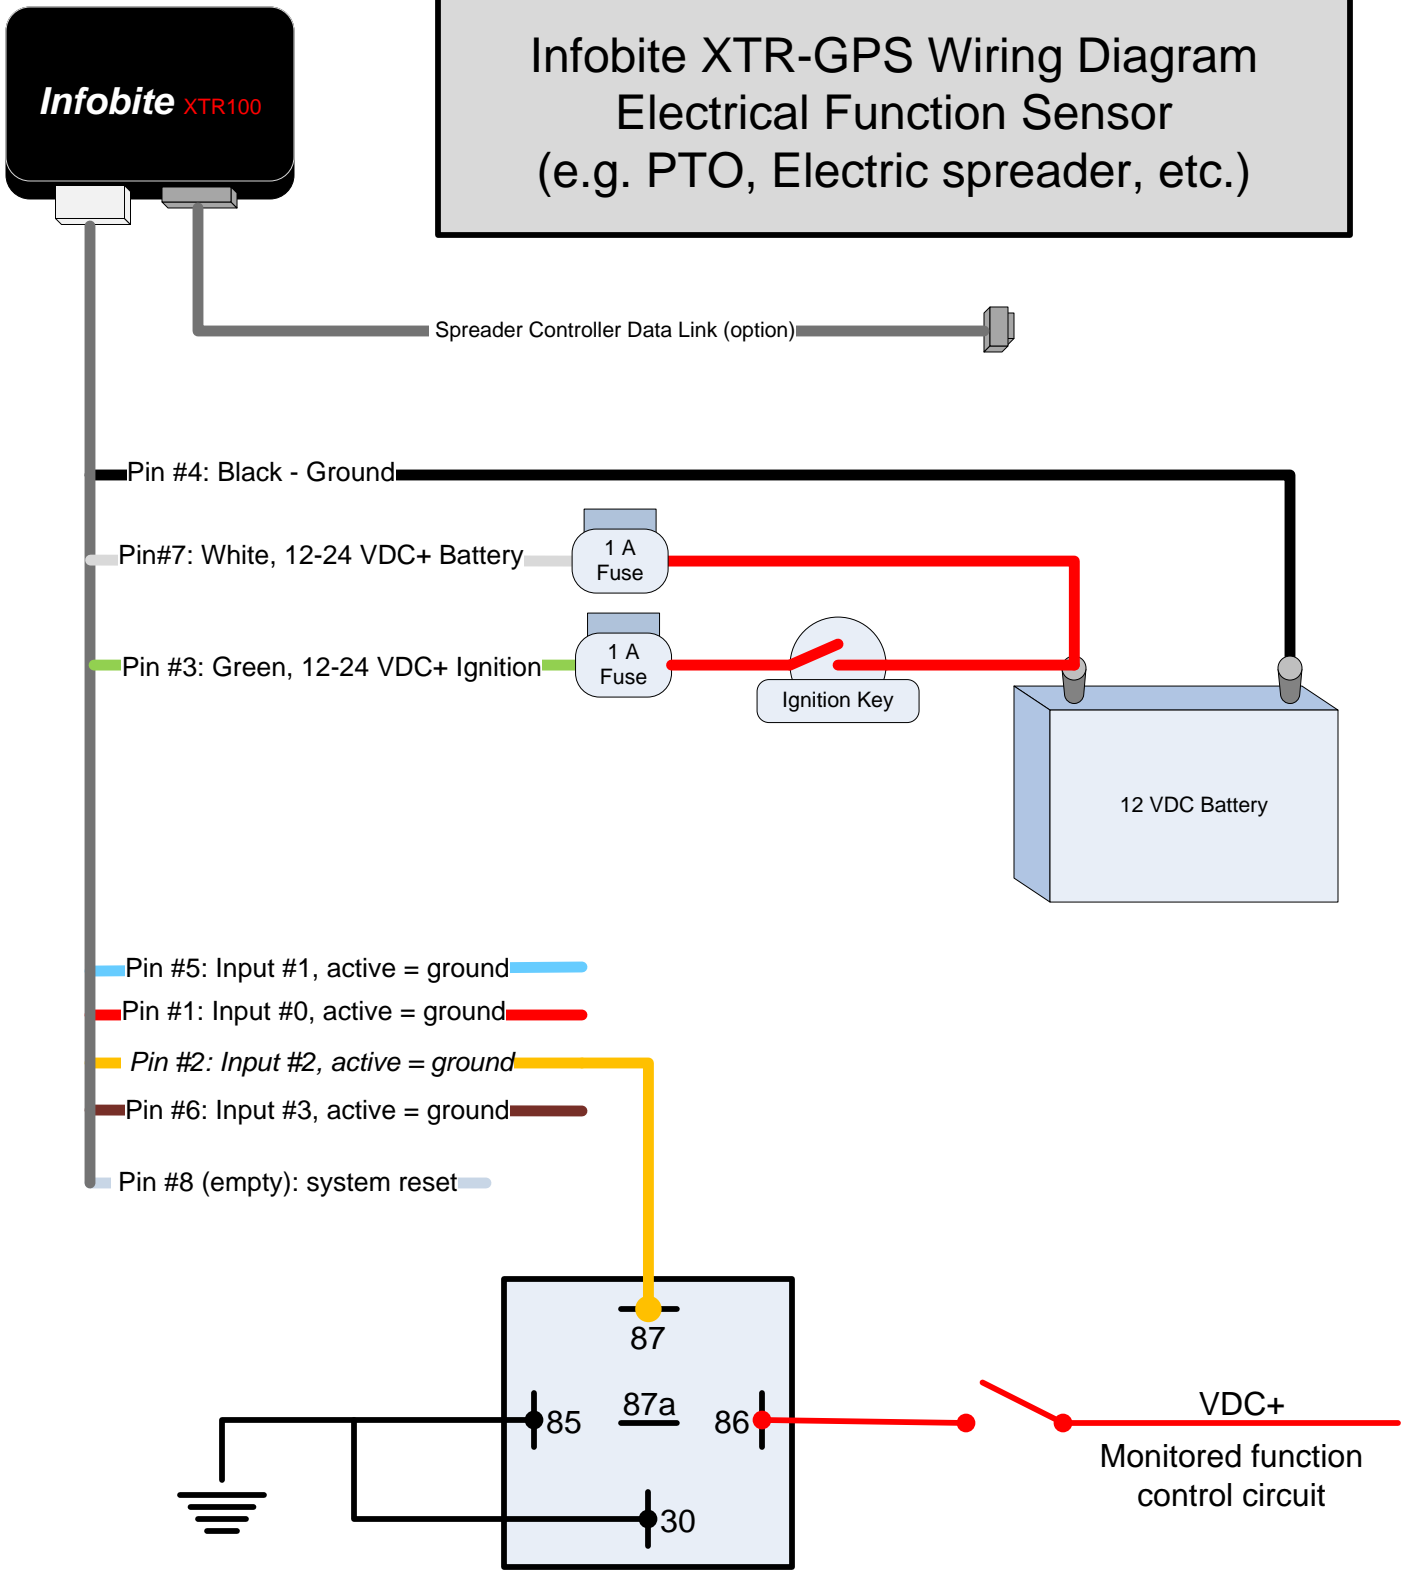 Infobite XTR100
Infobite XTR-GPS Wiring Diagram
Electrical Function Sensor
(e.g. PTO, Electric spreader, etc.)
Spreader Controller Data Link (option)
Pin #4: Black - Ground
Pin#7: White, 12-24 VDC+ Battery
1 A
Fuse
Pin #3: Green, 12-24 VDC+ Ignition
1 A
Fuse
Ignition Key
12 VDC Battery
Pin #5: Input #1, active = ground
Pin #1: Input #0, active = ground
Pin #2: Input #2, active = ground
Pin #6: Input #3, active = ground
Pin #8 (empty): system reset
87
87a
85
86
30
VDC+
Monitored function
control circuit